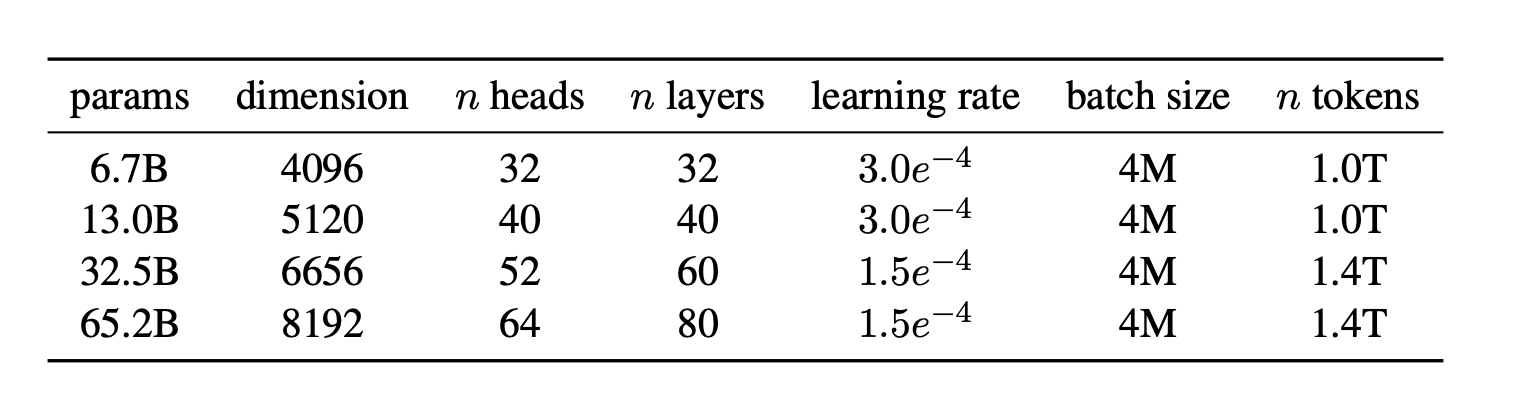 params dimension n heads n layers learning rate batch size n tokens
6.7B 4096 32 32 3.0e⁻⁴ 4M 1.0T
13.0B 5120 40 40 3.0e⁻⁴ 4M 1.0T
32.5B 6656 52 60 1.5e⁻⁴ 4M 1.4T
65.2B 8192 64 80 1.5e⁻⁴ 4M 1.4T